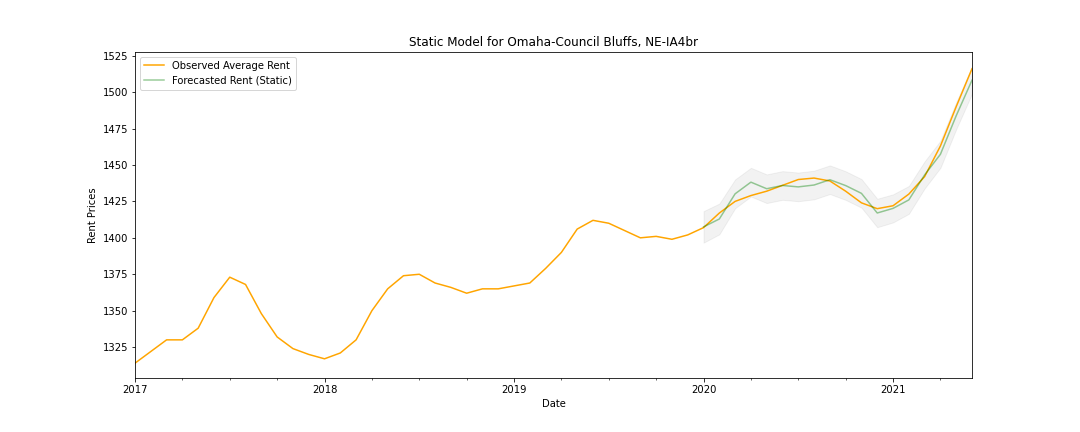 Static Model for Omaha-Council Bluffs, NE-IA4br
Observed Average Rent
Forecasted Rent (Static)
Rent Prices
1525
1500
1475
1450
1425
1400
1375
1350
1325
2017
2018
2019
2020
2021
Date